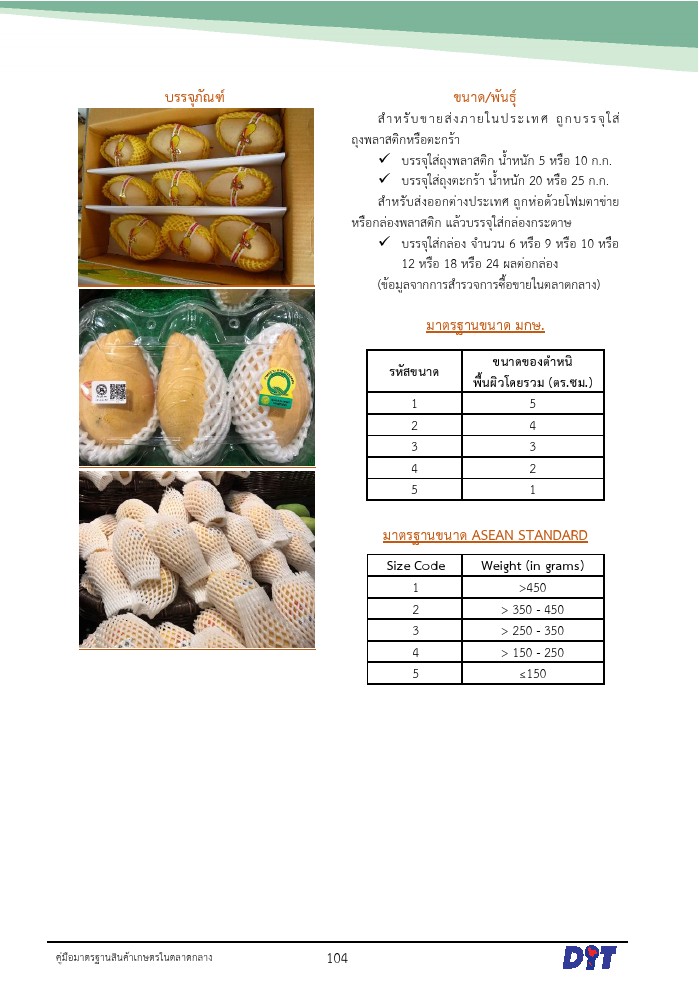 บรรจุภัณฑ์
ขนาด/พันธุ์
สำหรับขายส่งภายในประเทศ ถูกบรรจุใส่
ถุงพลาสติกหรือตะกร้า
✓ บรรจุใส่ถุงพลาสติก น้ำหนัก 5 หรือ 10 ก.ก.
✓ บรรจุใส่ถุงตะกร้า น้ำหนัก 20 หรือ 25 ก.ก.
สำหรับส่งออกต่างประเทศ ถูกห่อด้วยโฟมตาข่าย
หรือกล่องพลาสติก แล้วบรรจุใส่กล่องกระดาษ
✓ บรรจุใส่กล่อง จำนวน 6 หรือ 9 หรือ 10 หรือ
12 หรือ 18 หรือ 24 ผลต่อกล่อง
(ข้อมูลจากการสำรวจการซื้อขายในตลาดกลาง)
มาตรฐานขนาด มกษ.
รหัสขนาด ขนาดของตำหนิ
พื้นผิวโดยรวม (ตร.ซม.)
1 5
2 4
3 3
4 2
5 1
มาตรฐานขนาด ASEAN STANDARD
Size Code Weight (in grams)
1 >450
2 > 350 - 450
3 > 250 - 350
4 > 150 - 250
5 ≤150
คู่มือมาตรฐานสินค้าเกษตรในตลาดกลาง 104 DIT